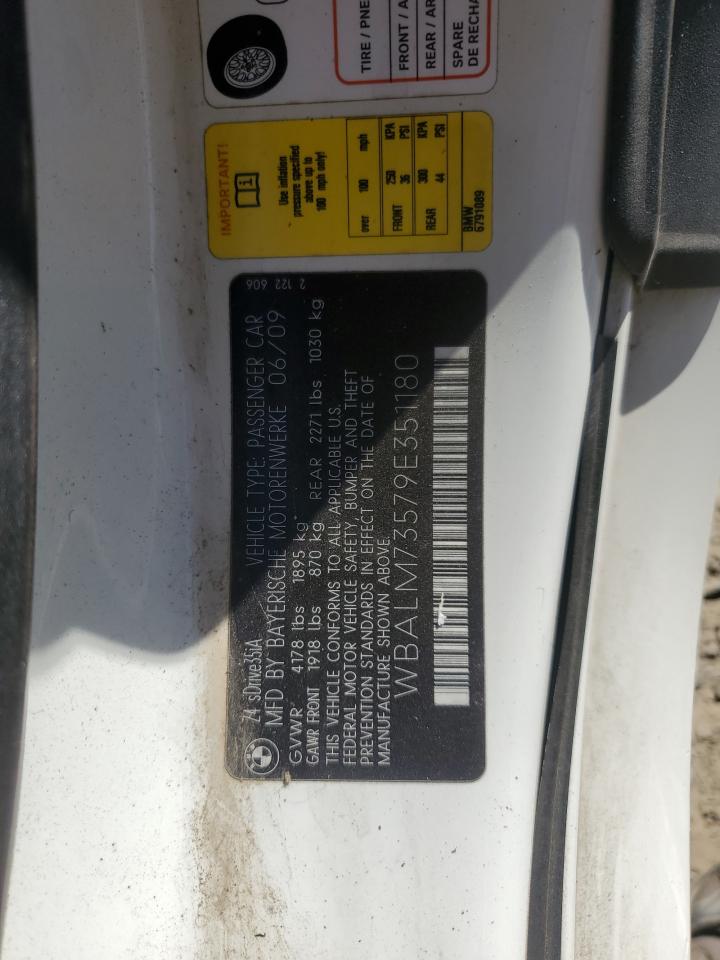 TIRE / PNE
FRONT / A
REAR / AR
SPARE
DE RECHA
IMPORTANT!
Use inflation
pressure specified
above up to
100 mph only!
over 100 mph
KPA PSI
FRONT 250 36
KPA PSI
REAR 300 44
BMW
6791089
2 122 606
Z4 sDrive35iA VEHICLE TYPE: PASSENGER CAR
MFD BY BAYERISCHE MOTORENWERKE 06/09
GVWR 4178 lbs 1895 kg
GAWR FRONT 1918 lbs 870 kg REAR 2271 lbs 1030 kg
THIS VEHICLE CONFORMS TO ALL APPLICABLE U.S.
FEDERAL MOTOR VEHICLE SAFETY, BUMPER AND THEFT
PREVENTION STANDARDS IN EFFECT ON THE DATE OF
MANUFACTURE SHOWN ABOVE.
WBALM73579E351180